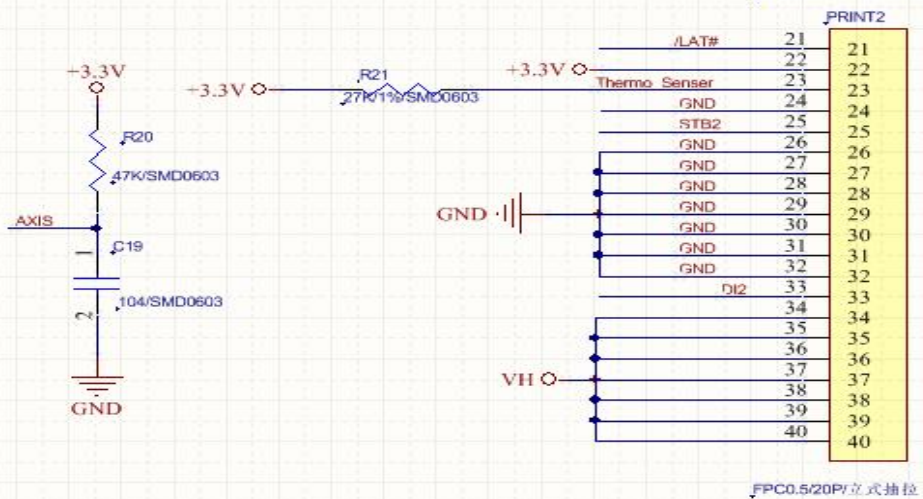 PRINT2
/LAT#
21
21
+3.3V
22
22
+3.3V
+3.3V
R21
27K/1%/SMD0603
Thermo Senser
23
23
GND
24
24
R20
47K/SMD0603
STB2
25
25
GND
26
26
GND
27
27
GND
28
28
GND
GND
29
29
AXIS
GND
30
30
1
C19
GND
31
31
GND
32
32
104/SMD0603
2
DI2
33
33
34
34
35
35
36
36
VH
37
37
GND
38
38
39
39
40
40
FPC0.5/20P/立式抽拉